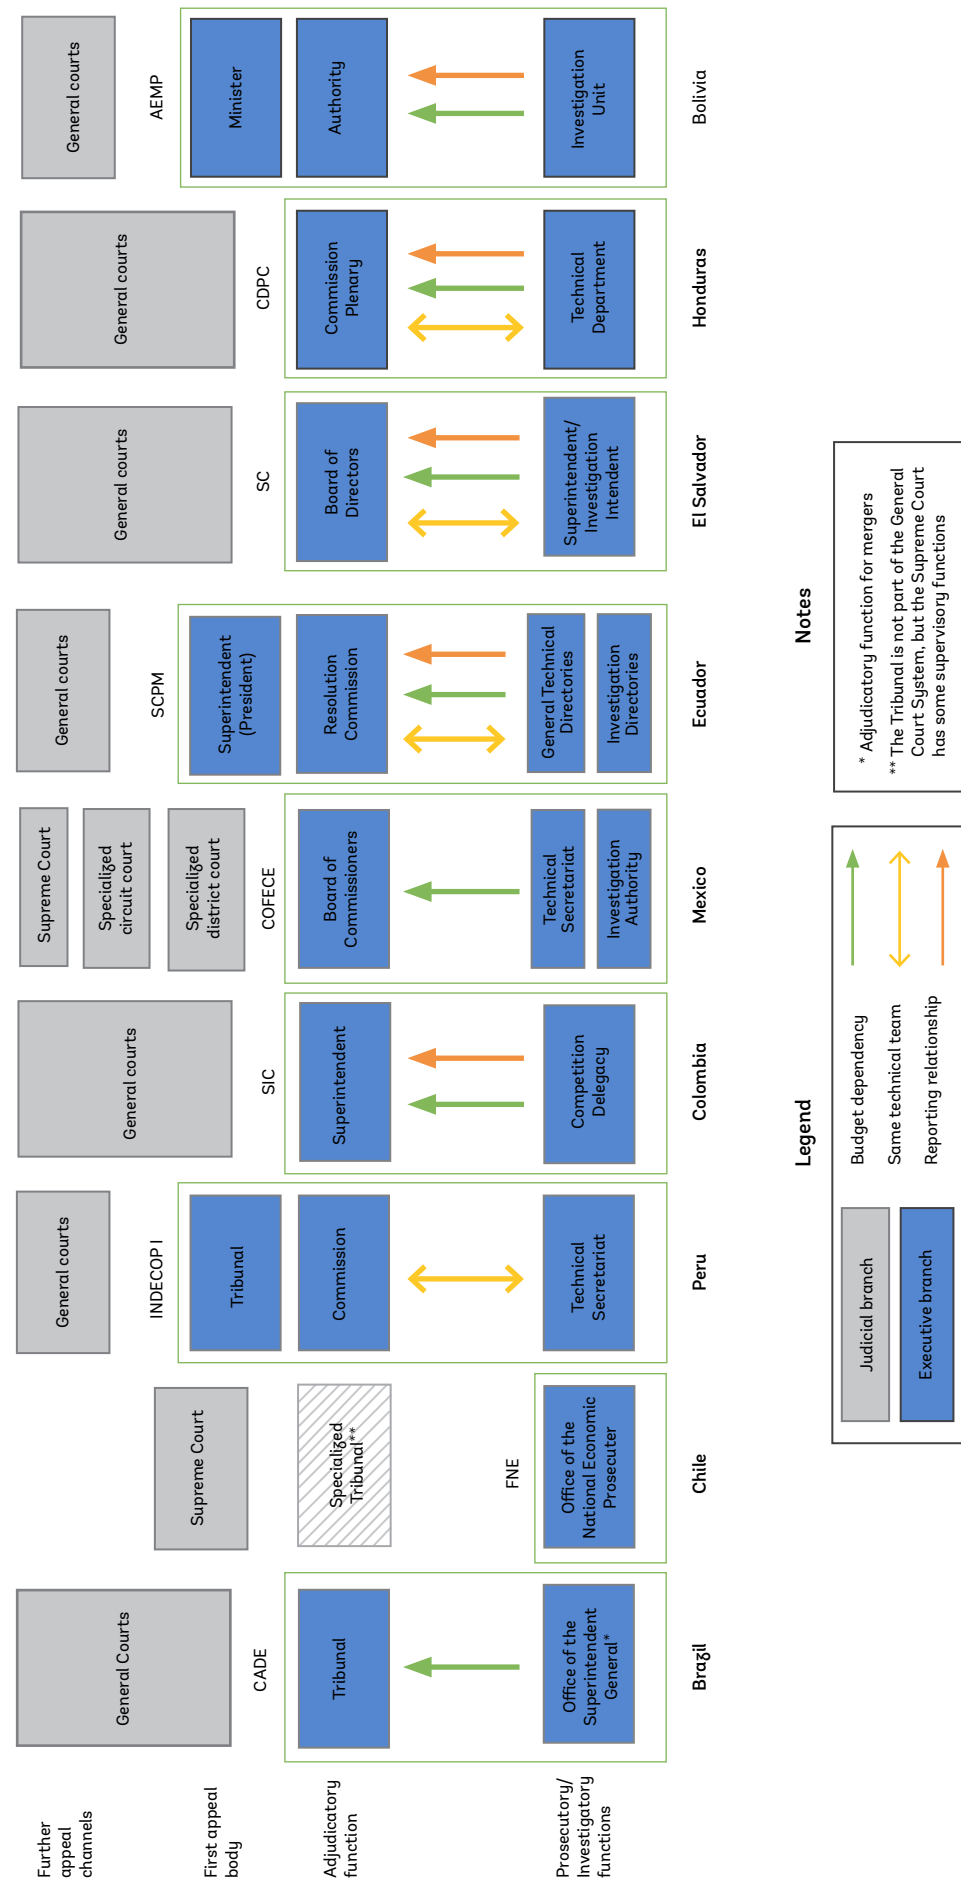 Further
appeal
channels
First appeal
body
Adjudicatory
function
Prosecutory/
Investigatory
functions
General Courts
CADE
Tribunal
Office of the
Superintendent
General*
Brazil
Supreme Court
Specialized
Tribunal**
FNE
Office of the
National Economic
Prosecuter
Chile
General courts
INDECOP I
Tribunal
Commission
Technical
Secretariat
Peru
General courts
SIC
Superintendent
Competition
Delegacy
Colombia
Supreme Court
Specialized
circuit court
Specialized
district court
COFECE
Board of
Commissioners
Technical
Secretariat
Investigation
Authority
Mexico
General courts
SCPM
Superintendent
(President)
Resolution
Commission
General Technical
Directories
Investigation
Directories
Ecuador
General courts
SC
Board of
Directors
Superintendent/
Investigation
Intendent
El Salvador
General courts
CDPC
Commission
Plenary
Technical
Department
Honduras
General courts
AEMP
Minister
Authority
Investigation
Unit
Bolivia
Legend
Judicial branch
Executive branch
Budget dependency
Same technical team
Reporting relationship
Notes
* Adjudicatory function for mergers
** The Tribunal is not part of the General
Court System, but the Supreme Court
has some supervisory functions